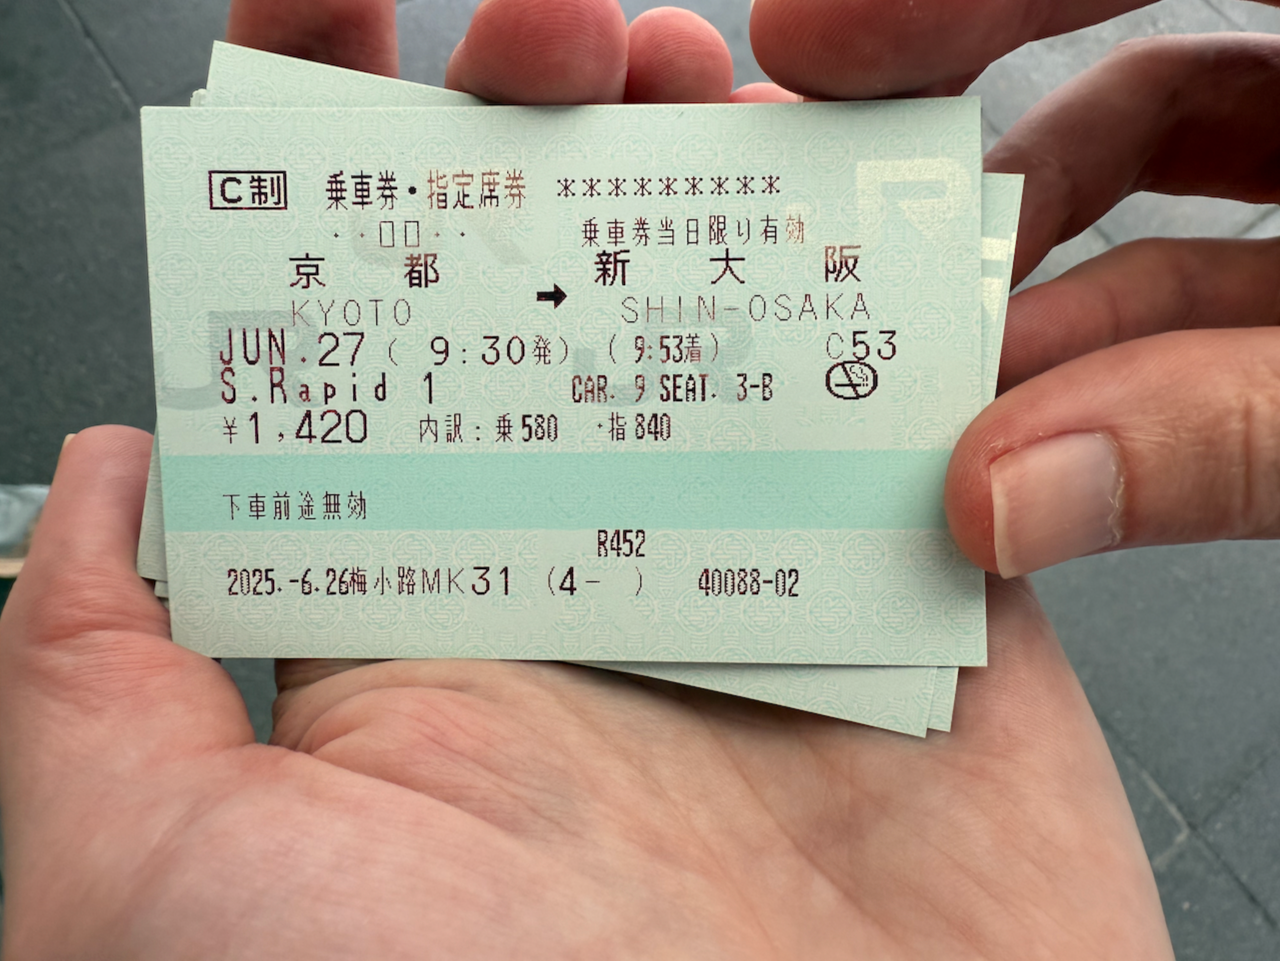 C制 乗車券・指定席券 *********
・・□□・・ 乗車券当日限り有効
京都 → 新大阪
KYOTO SHIN-OSAKA
JUN.27 ( 9:30発) ( 9:53着) C53
S.Rapid 1 CAR. 9 SEAT. 3-B
¥1,420 内訳:乗580 ・指840
下車前途無効
R452
2025.-6.26梅小路MK31 (4- ) 40088-02